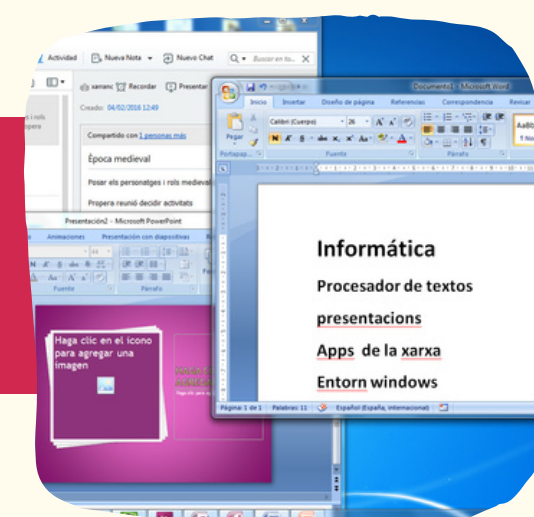 Actividad Nueva Nota Nuevo Chat Buscar en to...
xarranc Recordar Presentar
Creado: 04/02/2016 12:49
Compartido con 1 personas más
Època medieval
Posar els personatges i rols medieval
Propera reunió decidir activitats
Presentación2 - Microsoft PowerPoint
Animaciones Presentación con diapositivas
Fuente Párrafo
Haga clic en el icono
para agregar una
imagen
Documento1 - Microsoft Word
Inicio Insertar Diseño de página Referencias Correspondencia Revisar
Calibri (Cuerpo) 26
Pegar
Portapap... Fuente Párrafo
Informática
Procesador de textos
presentacions
Apps de la xarxa
Entorn windows
Página: 1 de 1 Palabras: 11 Español (España, internacional)